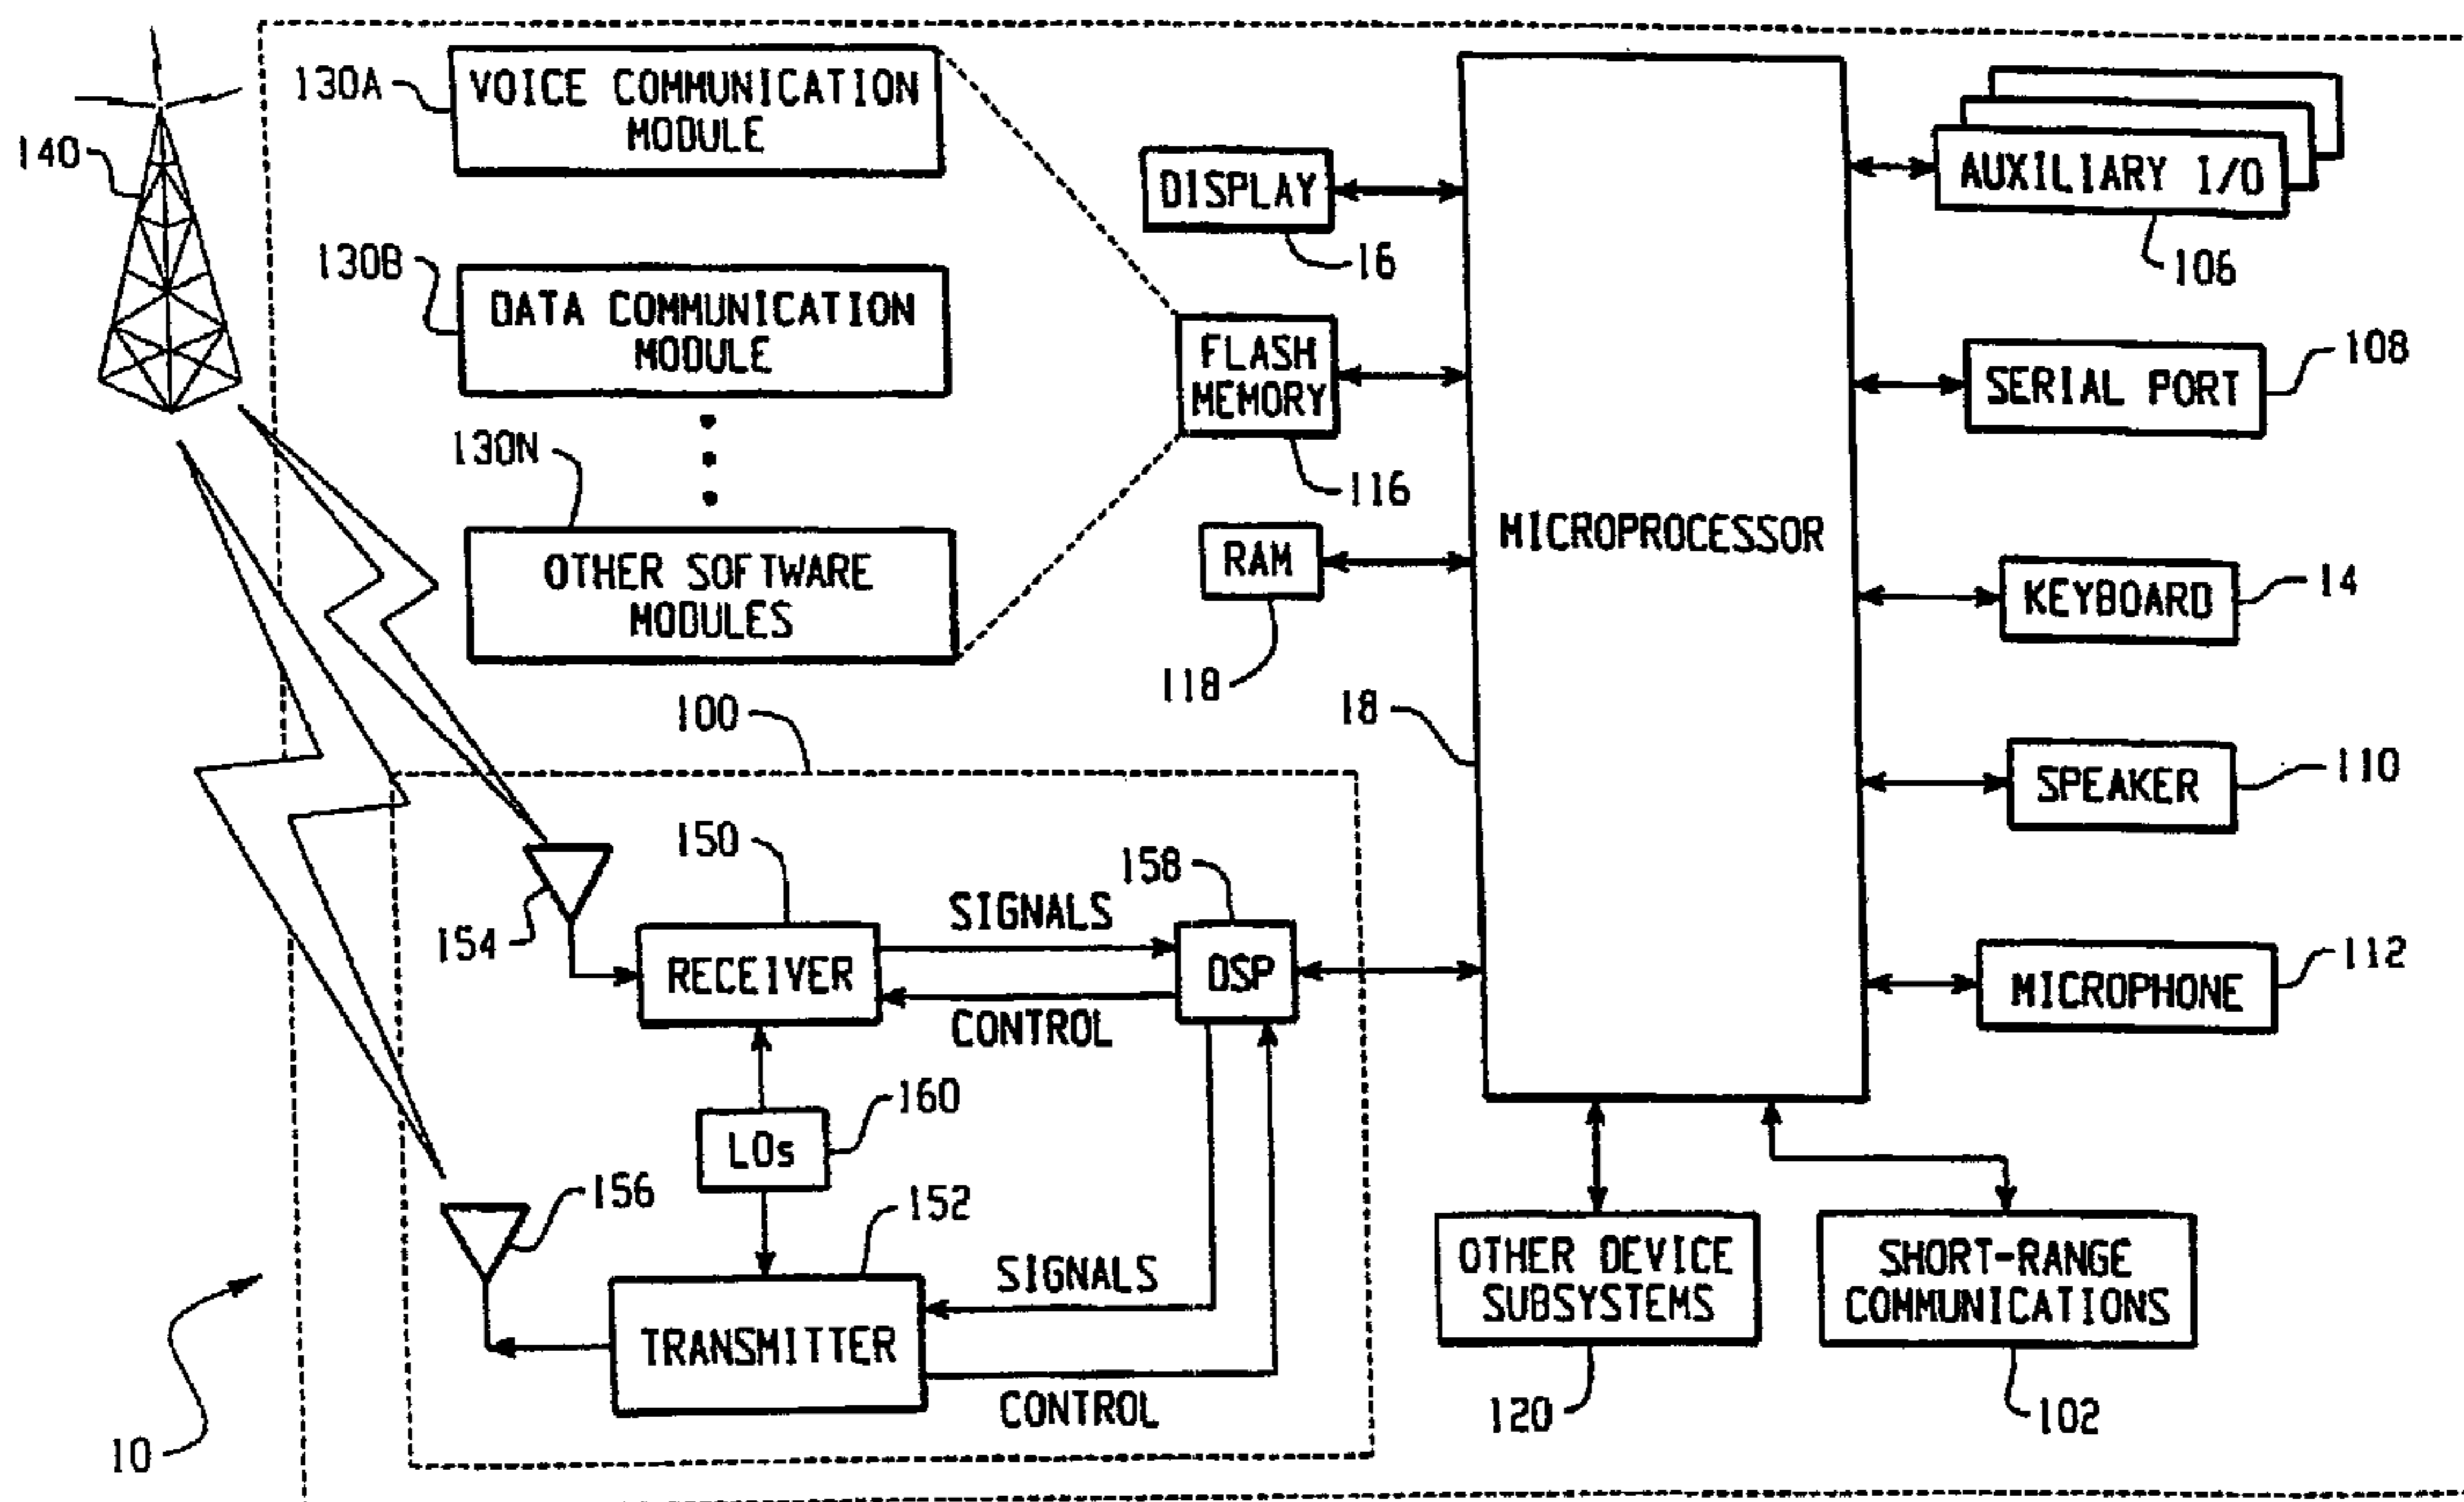 130A
VOICE COMMUNICATION
MODULE
140
DISPLAY
16
AUXILIARY I/O
106
130B
DATA COMMUNICATION
MODULE
FLASH
MEMORY
116
SERIAL PORT
108
130N
OTHER SOFTWARE
MODULES
RAM
118
MICROPROCESSOR
18
KEYBOARD
14
100
SPEAKER
110
150
158
154
RECEIVER
SIGNALS
CONTROL
DSP
MICROPHONE
112
LOs
160
156
152
TRANSMITTER
SIGNALS
CONTROL
OTHER DEVICE
SUBSYSTEMS
120
SHORT-RANGE
COMMUNICATIONS
102
10